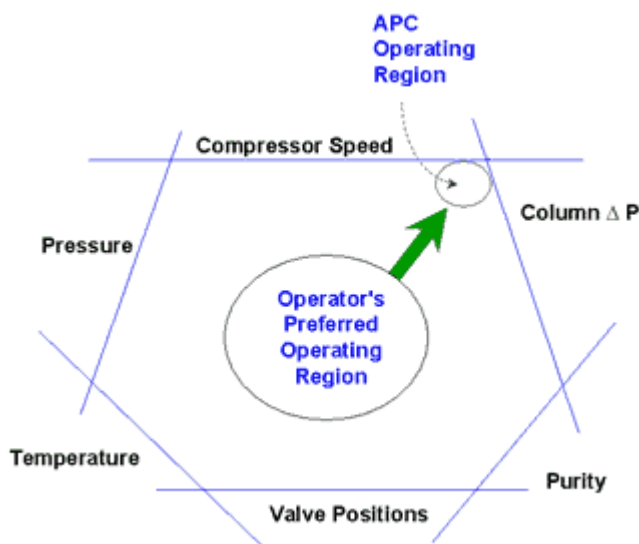 APC
Operating
Region
Compressor Speed
Column Δ P
Pressure
Operator's
Preferred
Operating
Region
Temperature
Purity
Valve Positions